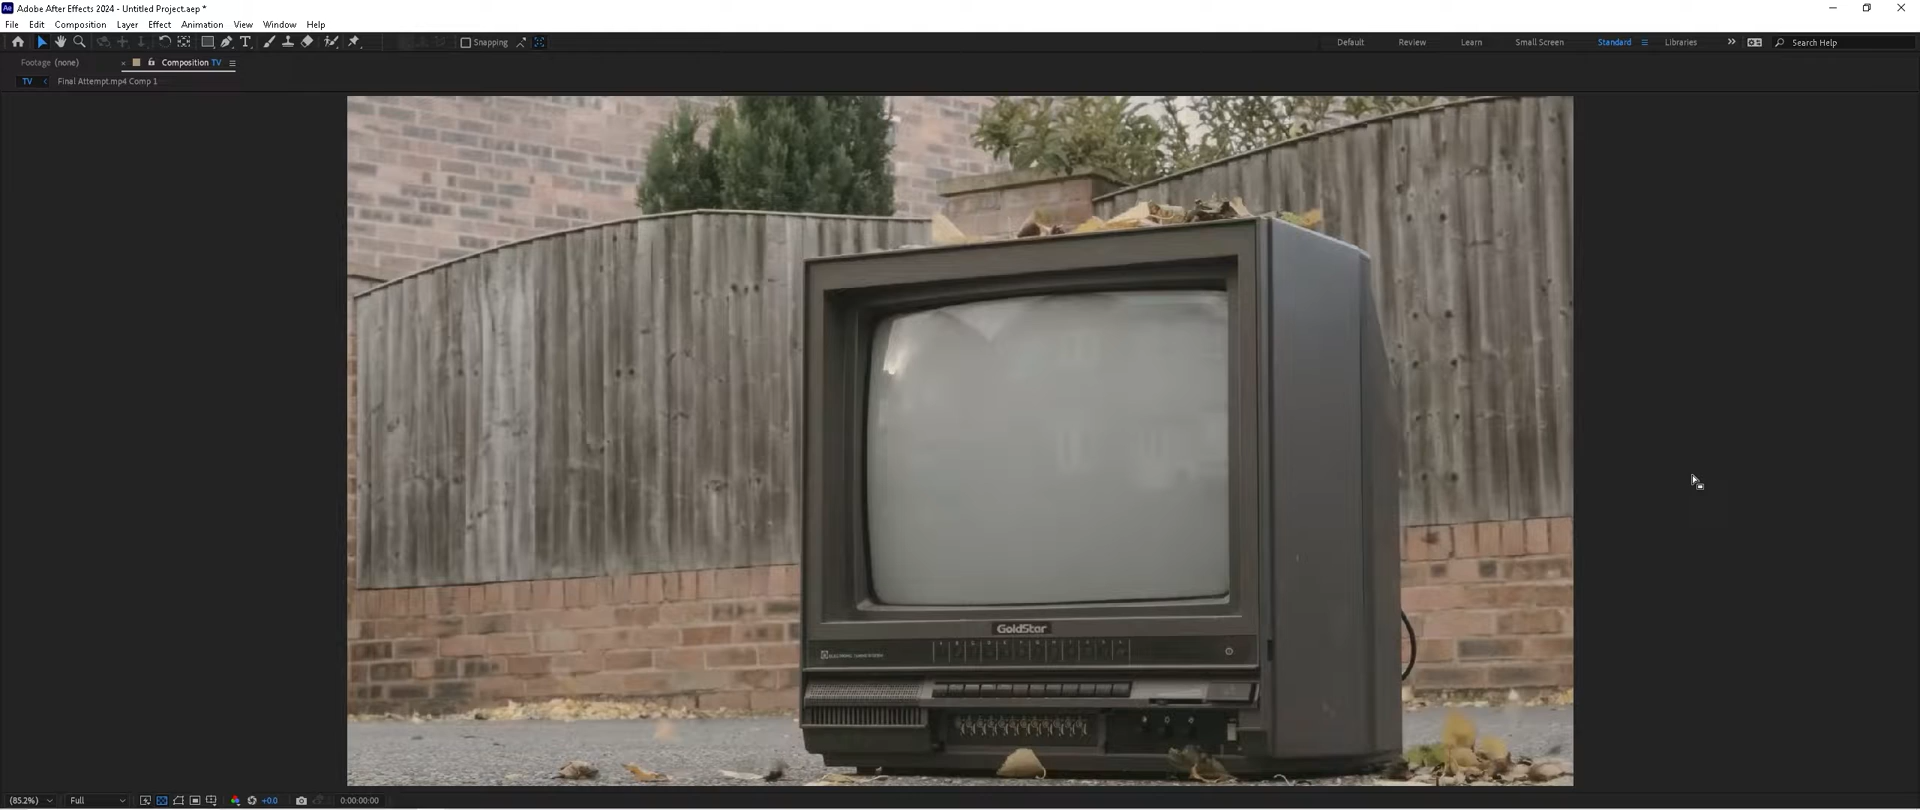 Adobe After Effects 2024 - Untitled Project.aep *
File Edit Composition Layer Effect Animation View Window Help
Snapping Default Review Learn Small Screen Standard Libraries Search Help
Footage (none) Composition TV
TV Final Attempt.mp4 Comp 1
GoldStar
(85.2%) Full +0.0 0:00:00:00